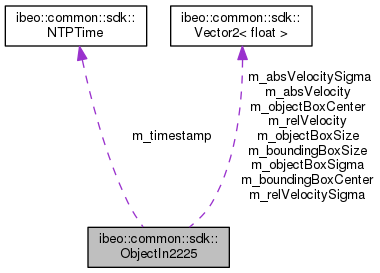 ibeo::common::sdk::
NTPTime
ibeo::common::sdk::
Vector2< float >
m_timestamp
m_absVelocitySigma
m_absVelocity
m_objectBoxCenter
m_relVelocity
m_objectBoxSize
m_boundingBoxSize
m_objectBoxSigma
m_boundingBoxCenter
m_relVelocitySigma
ibeo::common::sdk::
ObjectIn2225